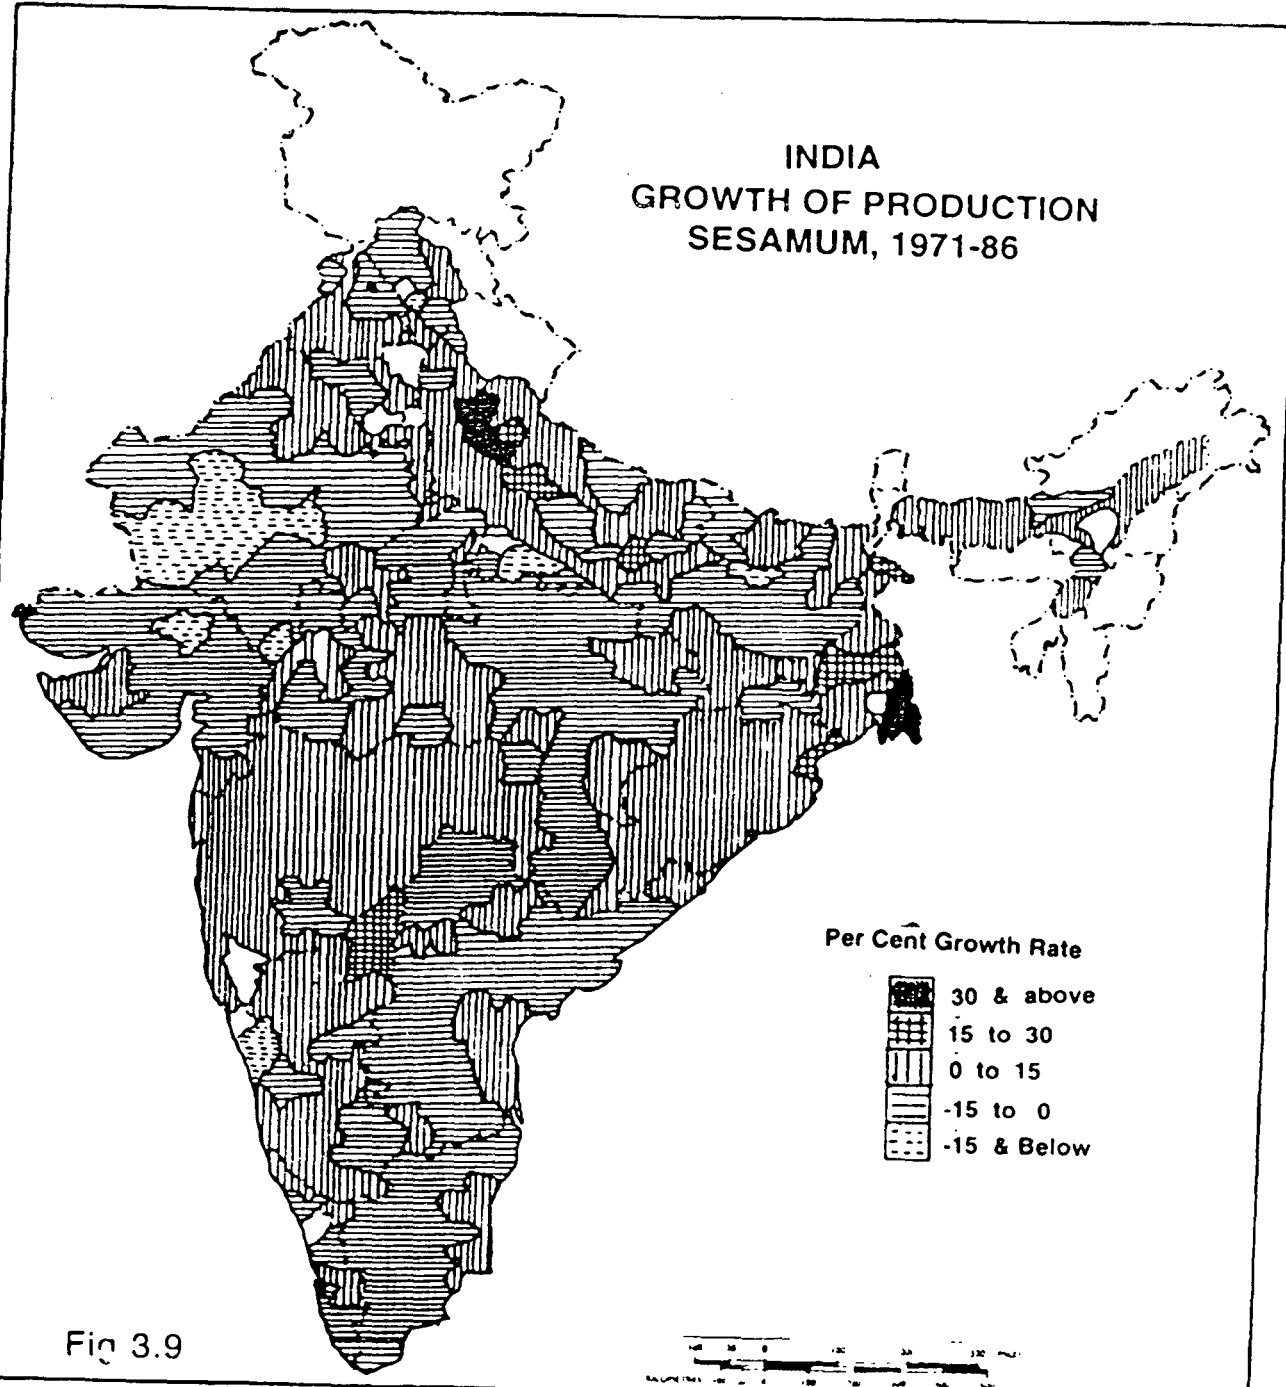 INDIA
GROWTH OF PRODUCTION
SESAMUM, 1971-86
Per Cent Growth Rate
30 & above
15 to 30
0 to 15
-15 to 0
-15 & Below
Fig 3.9